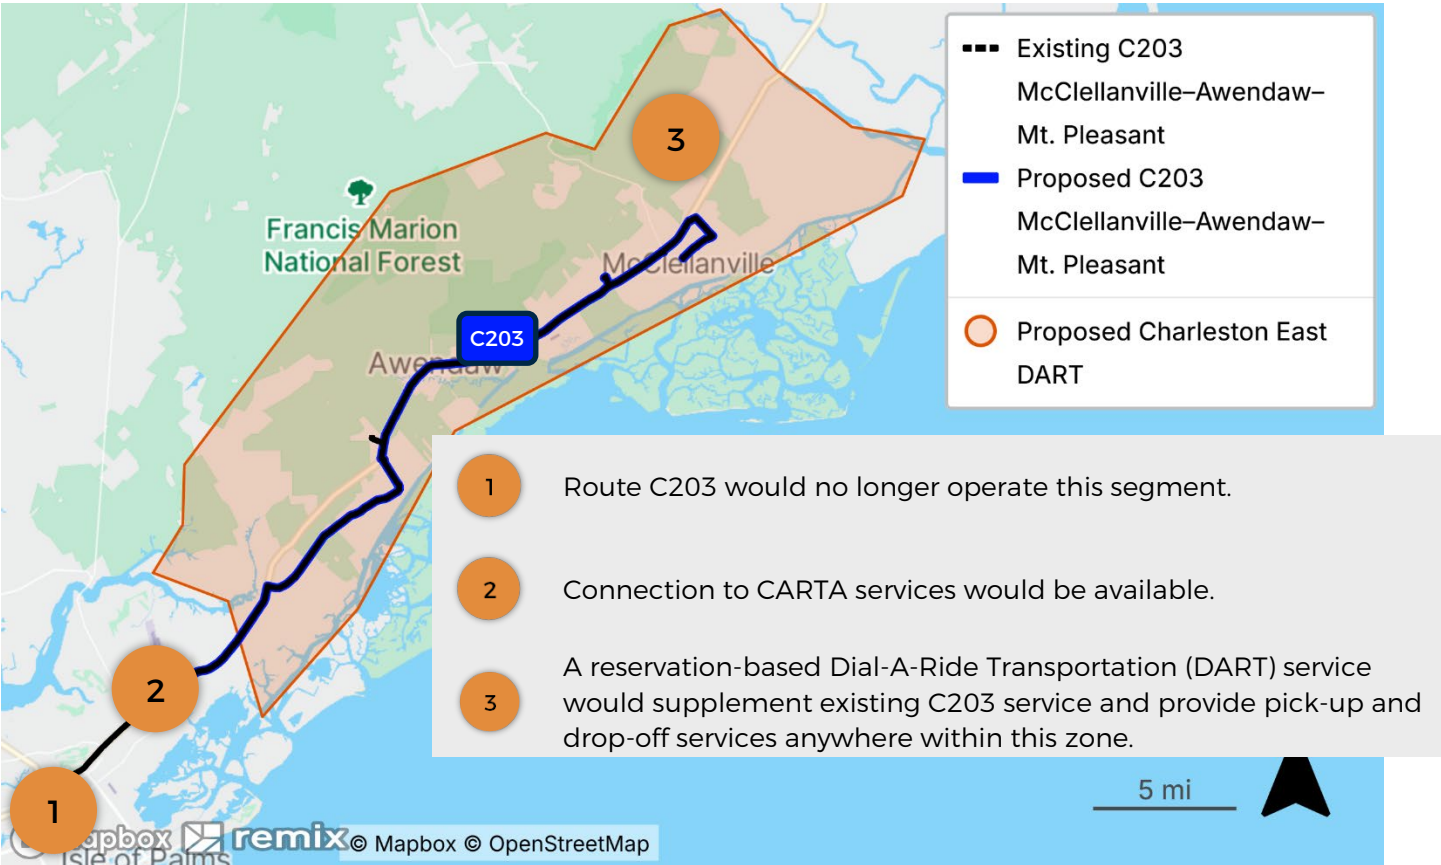 Existing C203
McClellanville–Awendaw–
Mt. Pleasant
Proposed C203
McClellanville–Awendaw–
Mt. Pleasant
Proposed Charleston East
DART
3
Francis Marion
National Forest
McClellanville
C203
Awendaw
1 Route C203 would no longer operate this segment.
2 Connection to CARTA services would be available.
3 A reservation-based Dial-A-Ride Transportation (DART) service
would supplement existing C203 service and provide pick-up and
drop-off services anywhere within this zone.
2
1
5 mi
mapbox remix © Mapbox © OpenStreetMap
Isle of Palms